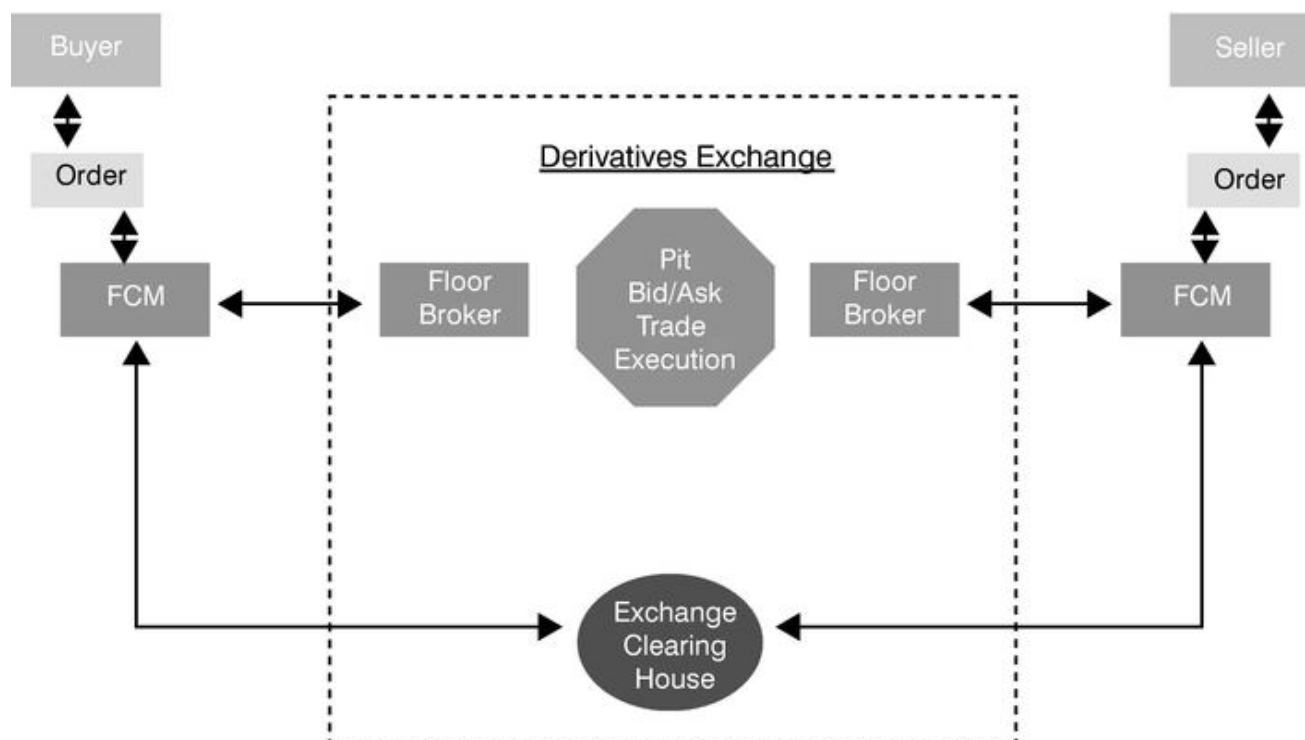 Buyer
Seller
Derivatives Exchange
Order
Order
FCM
Floor
Broker
Pit
Bid/Ask
Trade
Execution
Floor
Broker
FCM
Exchange
Clearing
House